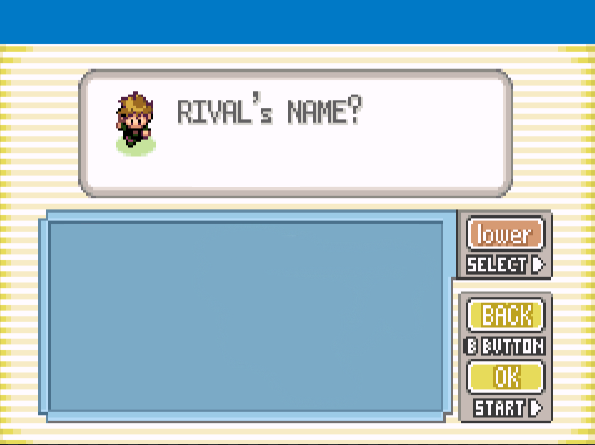 RIVAL's NAME?
lower
SELECT
BACK
B BUTTON
OK
START